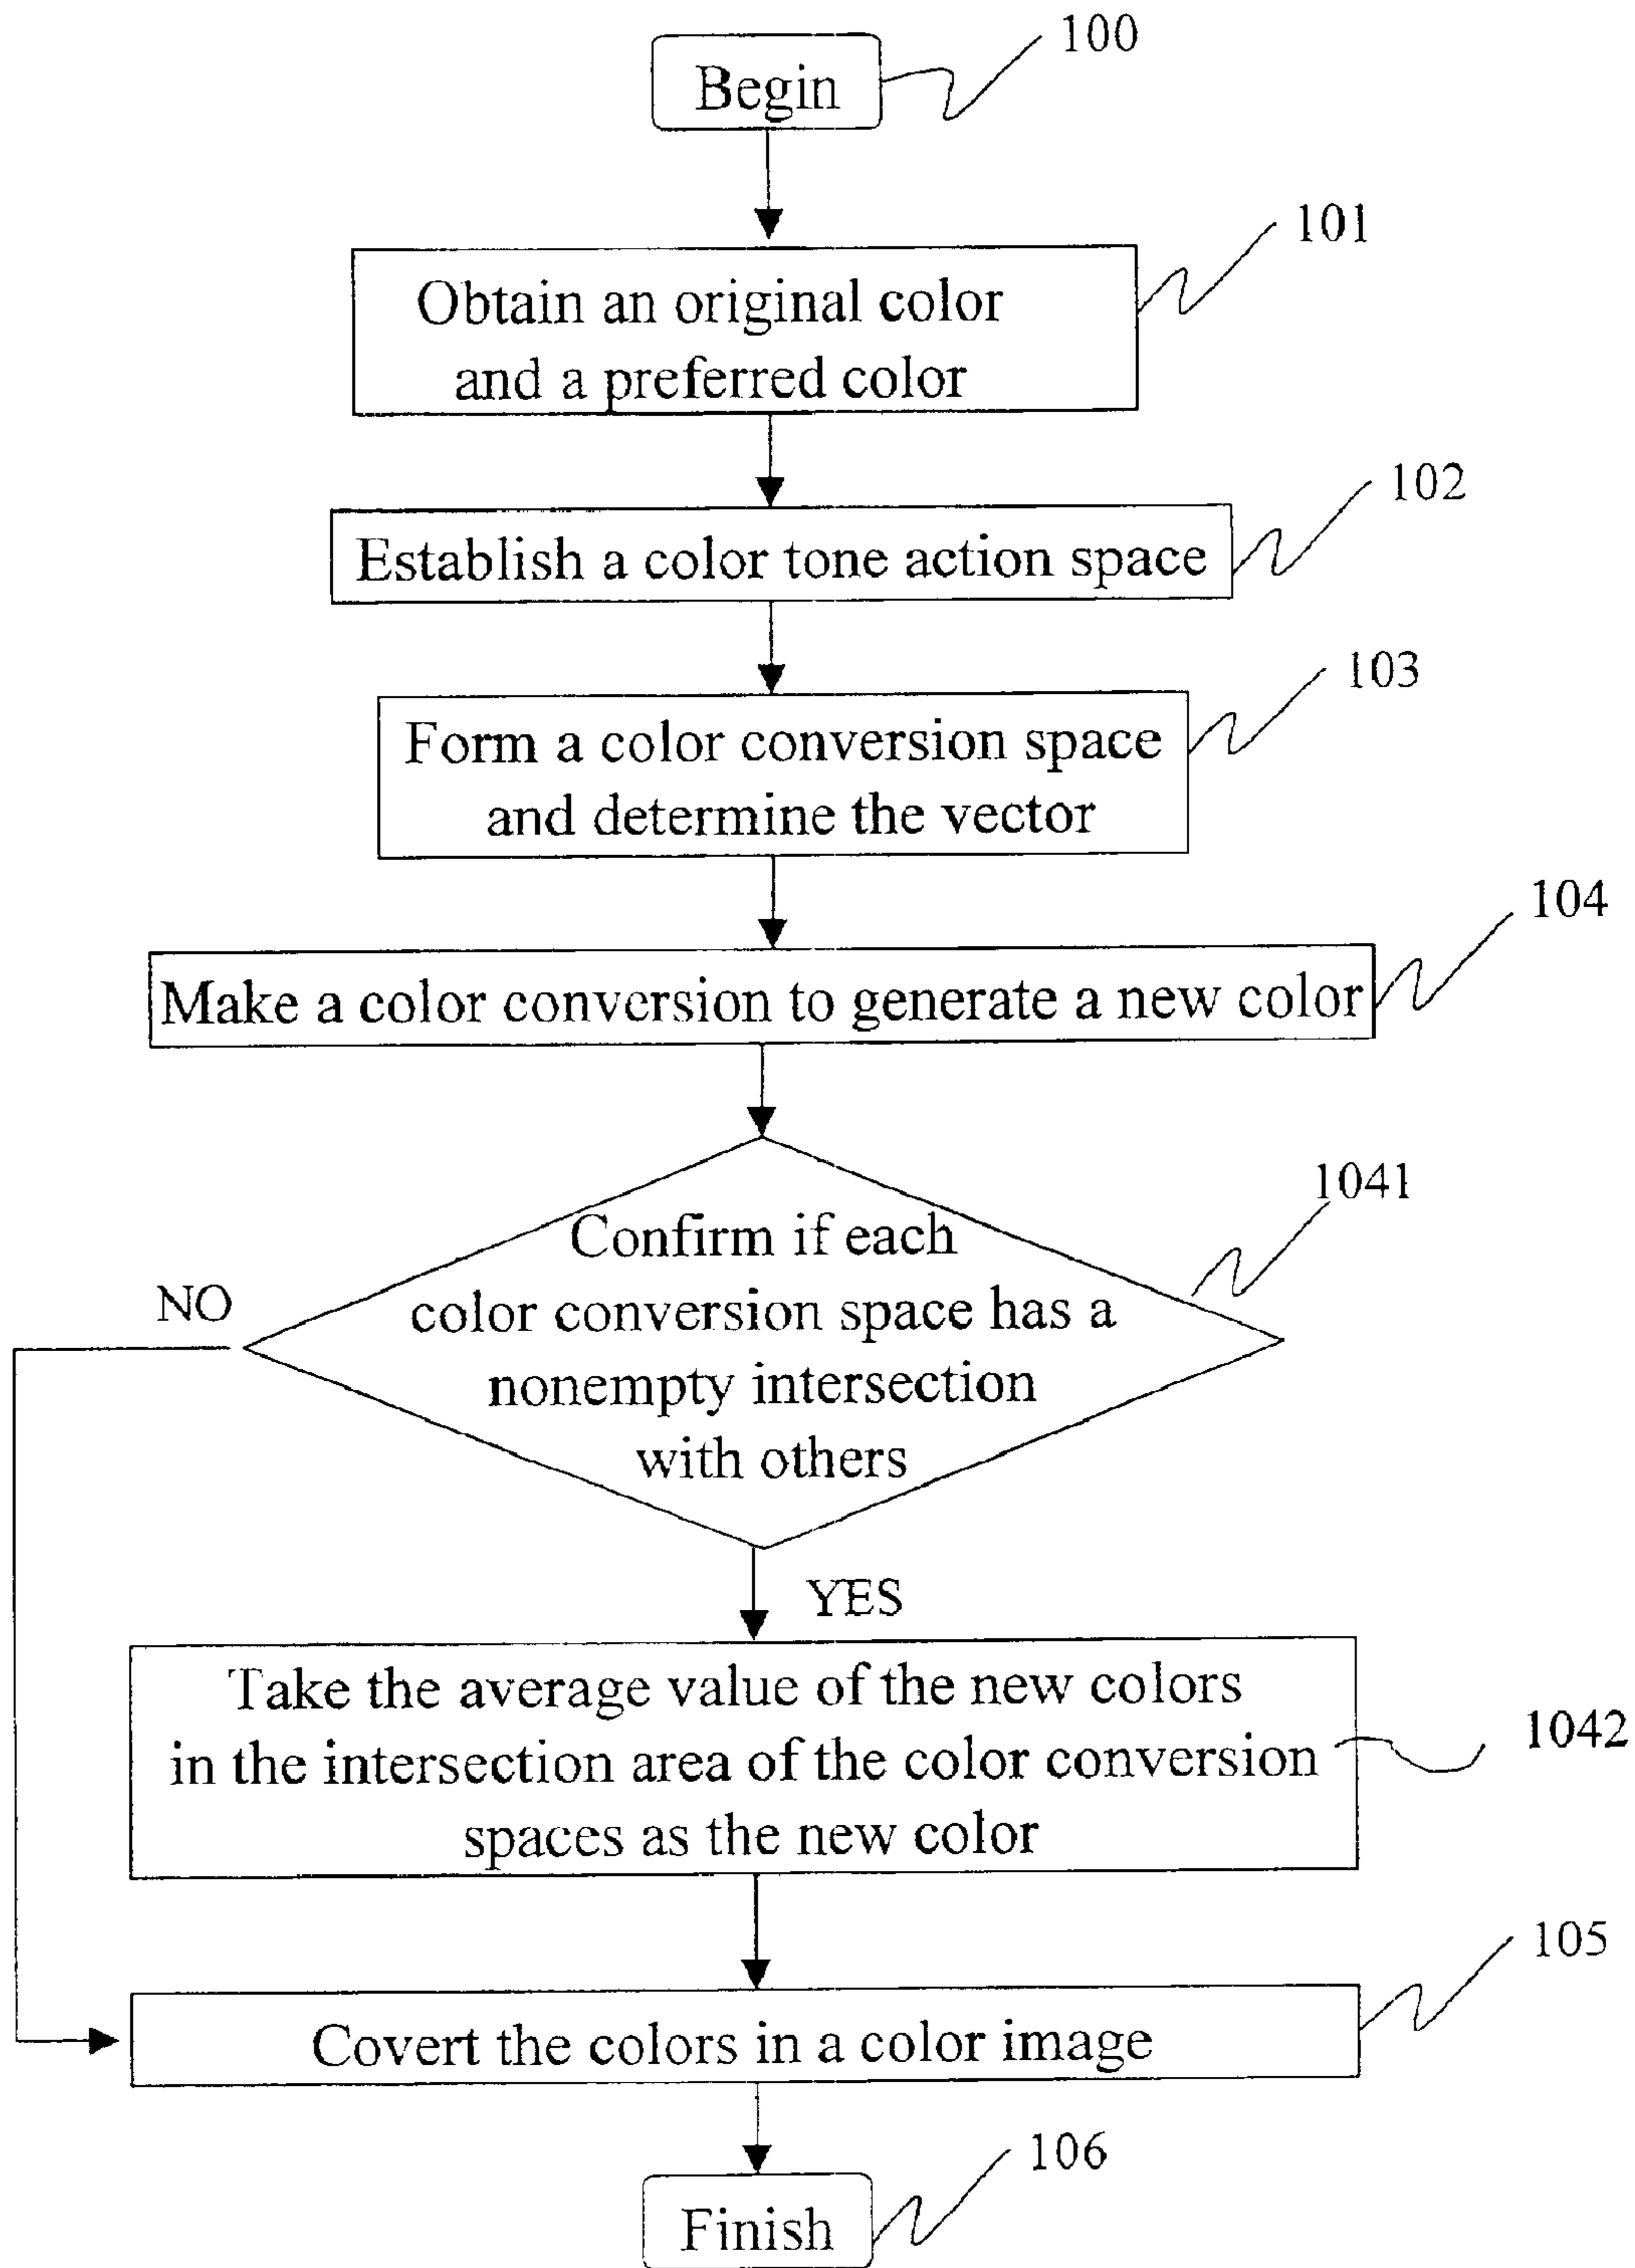 100
Begin
101
Obtain an original color
and a preferred color
102
Establish a color tone action space
103
Form a color conversion space
and determine the vector
104
Make a color conversion to generate a new color
1041
Confirm if each
NO
color conversion space has a
nonempty intersection
with others
YES
Take the average value of the new colors
1042
in the intersection area of the color conversion
spaces as the new color
105
Covert the colors in a color image
106
Finish